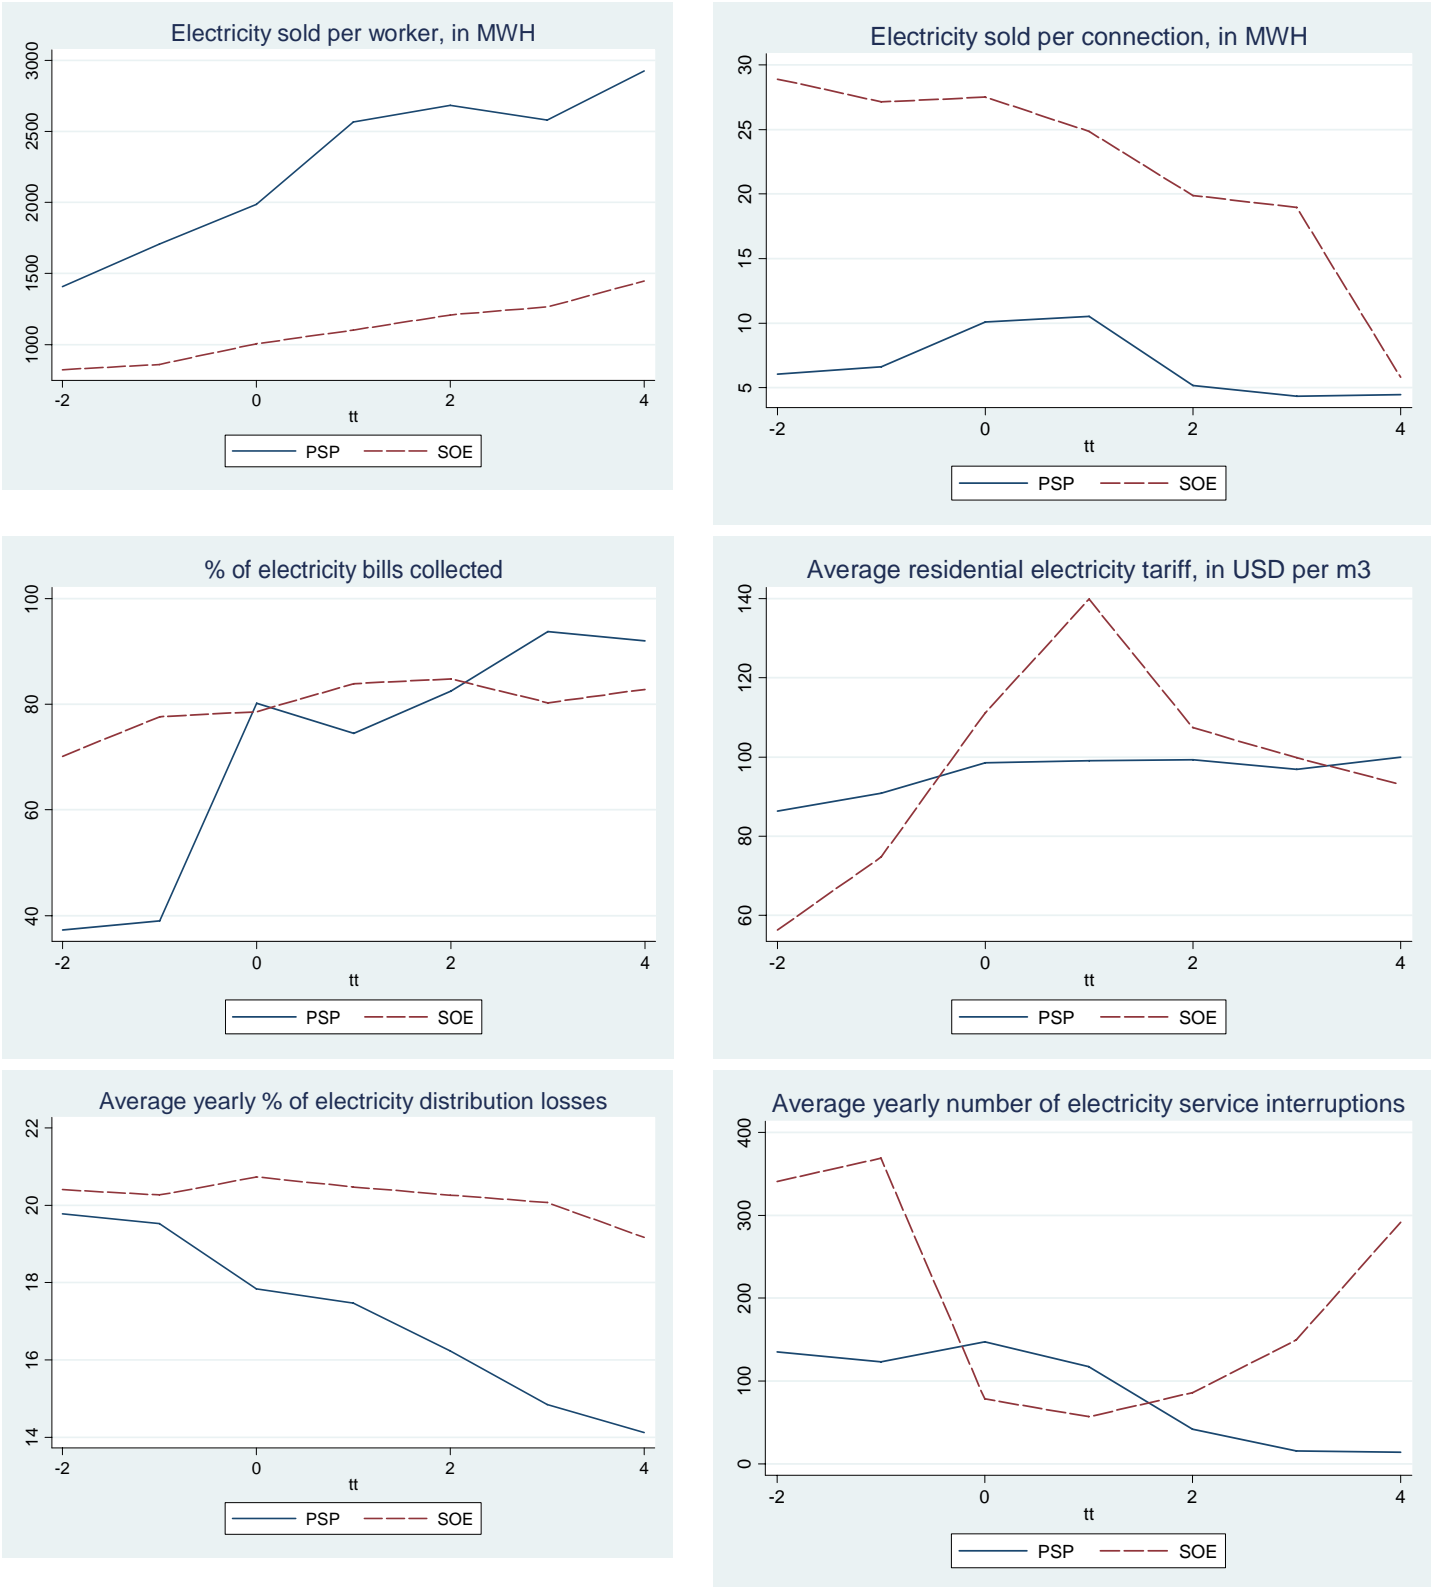 Electricity sold per worker, in MWH
3000
2500
2000
1500
1000
-2 0 2 4
tt
PSP SOE
Electricity sold per connection, in MWH
30
25
20
15
10
5
-2 0 2 4
tt
PSP SOE
% of electricity bills collected
100
80
60
40
-2 0 2 4
tt
PSP SOE
Average residential electricity tariff, in USD per m3
140
120
100
80
60
-2 0 2 4
tt
PSP SOE
Average yearly % of electricity distribution losses
22
20
18
16
14
-2 0 2 4
tt
PSP SOE
Average yearly number of electricity service interruptions
400
300
200
100
0
-2 0 2 4
tt
PSP SOE